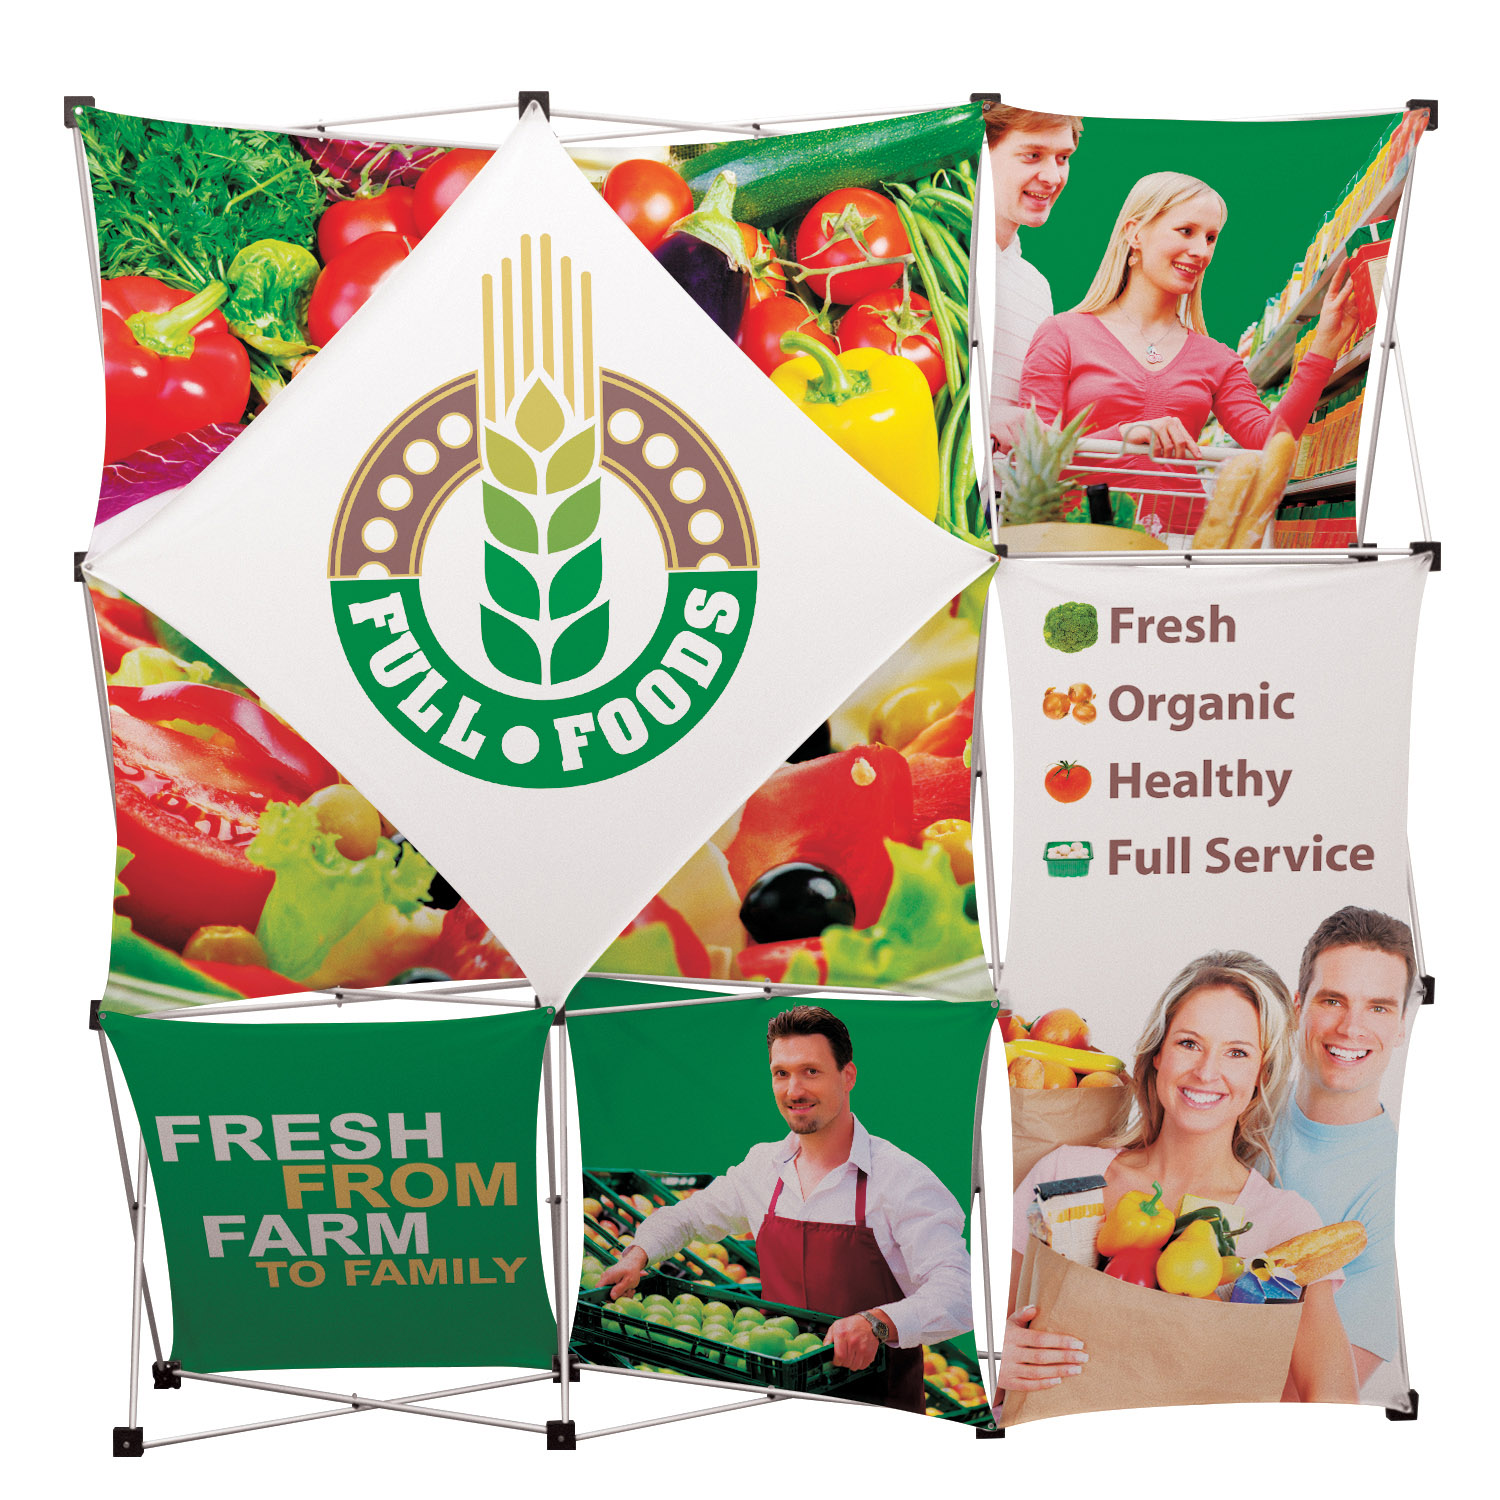 FULL • FOODS
Fresh
Organic
Healthy
Full Service
FRESH
FROM
FARM
TO FAMILY